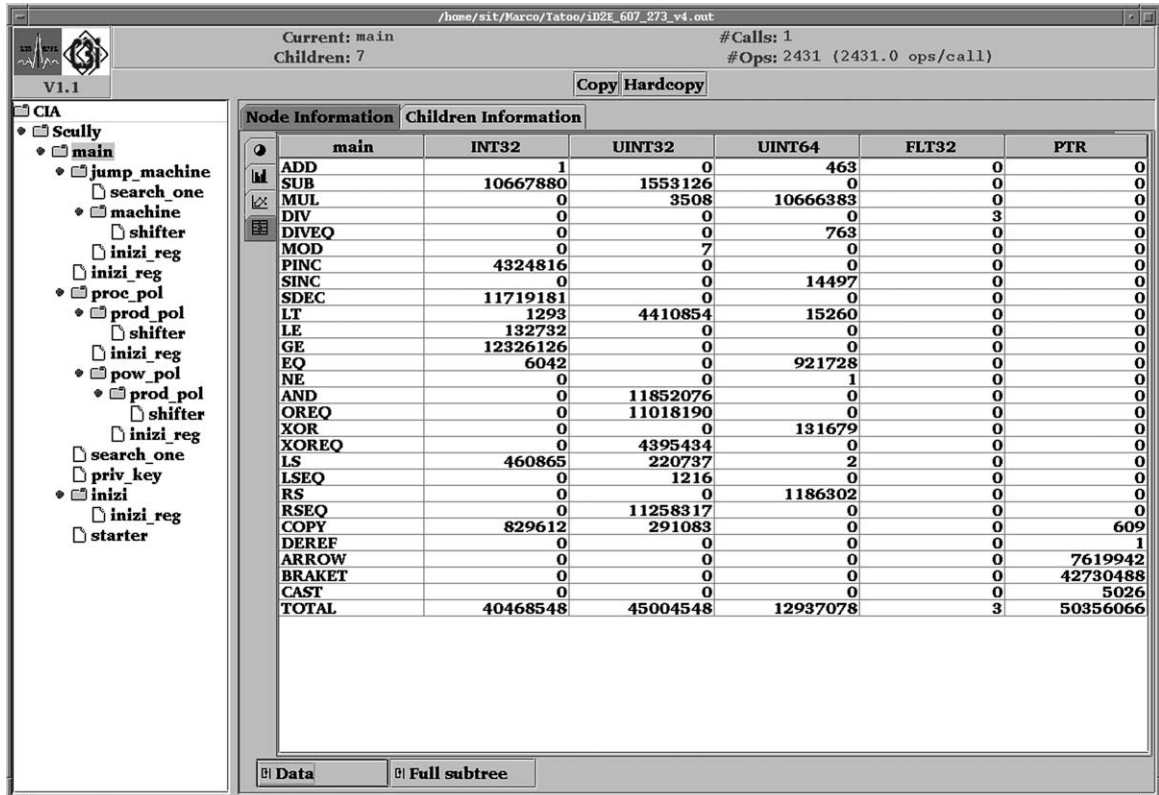 /home/sit/Marco/Tatoo/iD2E_607_273_v4.out
V1.1
Current: main #Calls: 1
Children: 7 #Ops: 2431 (2431.0 ops/call)
Copy Hardcopy
CIA
Scully
main
jump_machine
search_one
machine
shifter
inizi_reg
inizi_reg
proc_pol
prod_pol
shifter
inizi_reg
pow_pol
prod_pol
shifter
inizi_reg
search_one
priv_key
inizi
inizi_reg
starter
Node Information Children Information
main INT32 UINT32 UINT64 FLT32 PTR
ADD 1 0 463 0 0
SUB 10667880 1553126 0 0 0
MUL 0 3508 10666383 0 0
DIV 0 0 0 3 0
DIVEQ 0 0 763 0 0
MOD 0 7 0 0 0
PINC 4324816 0 0 0 0
SINC 0 0 14497 0 0
SDEC 11719181 0 0 0 0
LT 1293 4410854 15260 0 0
LE 132732 0 0 0 0
GE 12326126 0 0 0 0
EQ 6042 0 921728 0 0
NE 0 0 1 0 0
AND 0 11852076 0 0 0
OREQ 0 11018190 0 0 0
XOR 0 0 131679 0 0
XOREQ 0 4395434 0 0 0
LS 460865 220737 2 0 0
LSEQ 0 1216 0 0 0
RS 0 0 1186302 0 0
RSEQ 0 11258317 0 0 0
COPY 829612 291083 0 0 609
DEREF 0 0 0 0 1
ARROW 0 0 0 0 7619942
BRAKET 0 0 0 0 42730488
CAST 0 0 0 0 5026
TOTAL 40468548 45004548 12937078 3 50356066
Data Full subtree